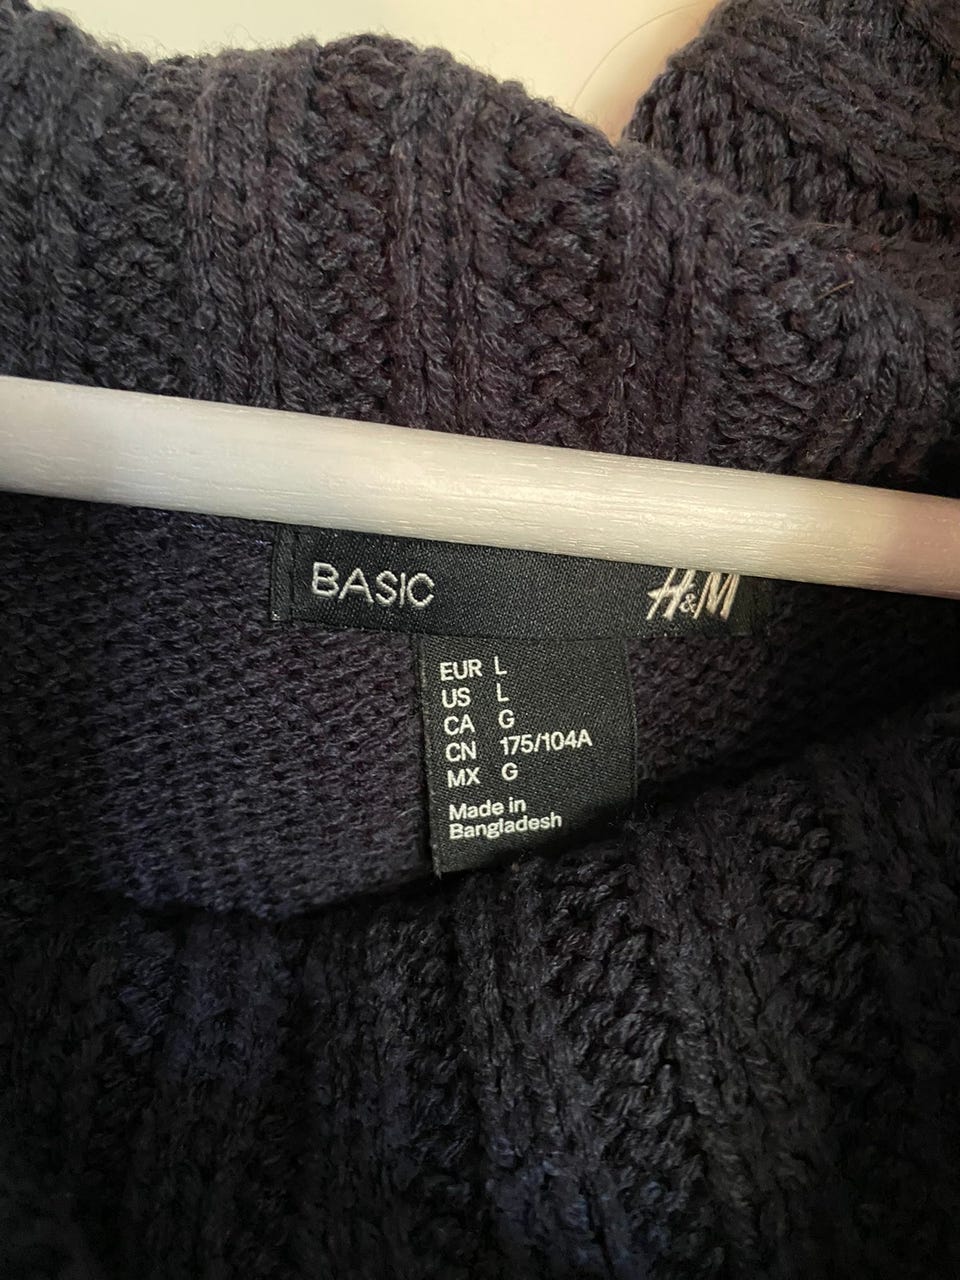 BASIC H&M
EUR L
US L
CA G
CN 175/104A
MX G
Made in
Bangladesh